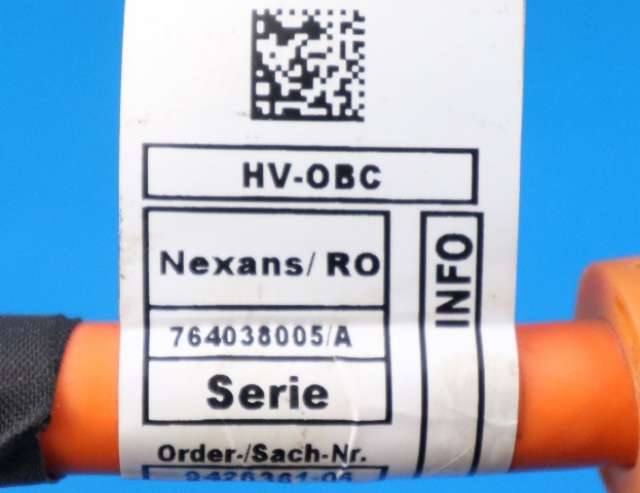 HV-OBC
Nexans/ RO
INFO
764038005/A
Serie
Order-/Sach-Nr.